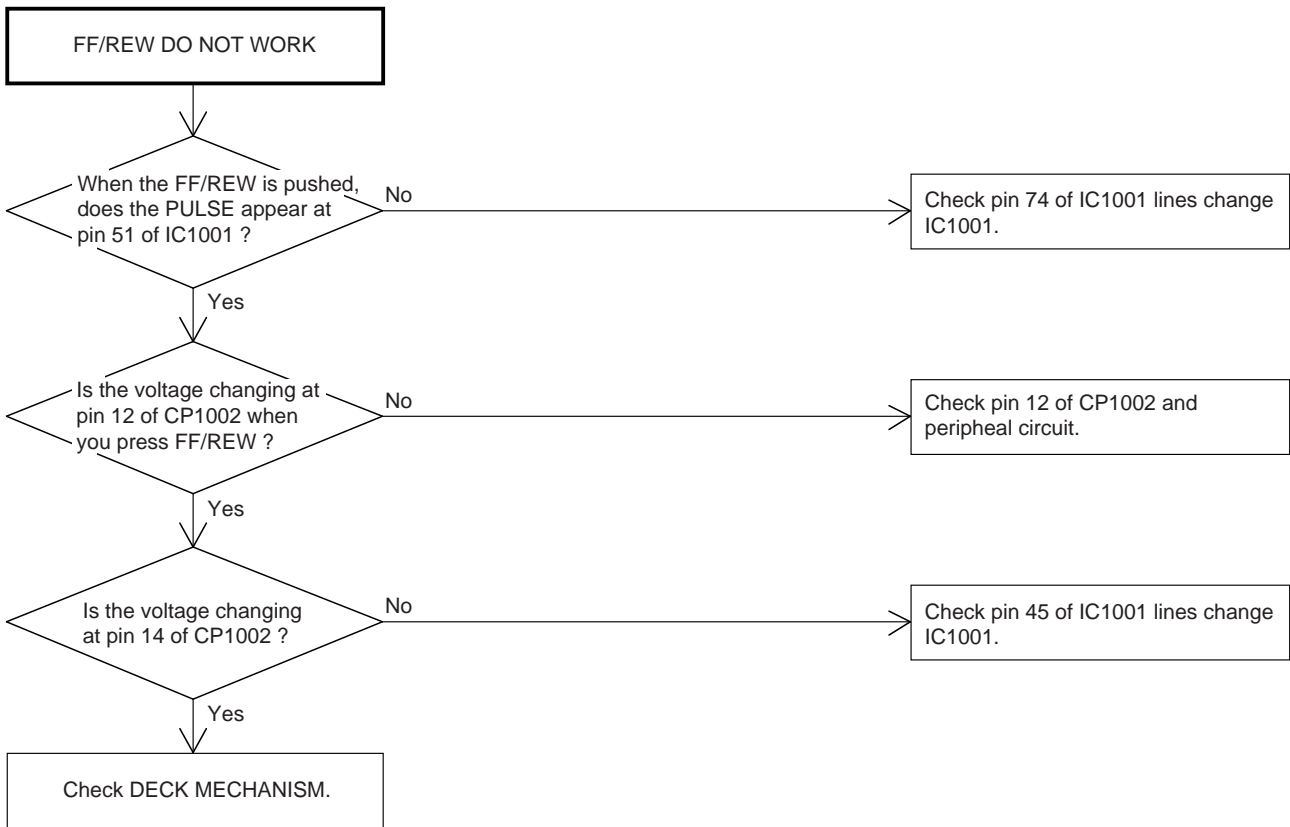 FF/REW DO NOT WORK
When the FF/REW is pushed,
does the PULSE appear at
pin 51 of IC1001 ?
No
Check pin 74 of IC1001 lines change
IC1001.
Yes
Is the voltage changing at
pin 12 of CP1002 when
you press FF/REW ?
No
Check pin 12 of CP1002 and
peripheal circuit.
Yes
Is the voltage changing
at pin 14 of CP1002 ?
No
Check pin 45 of IC1001 lines change
IC1001.
Yes
Check DECK MECHANISM.